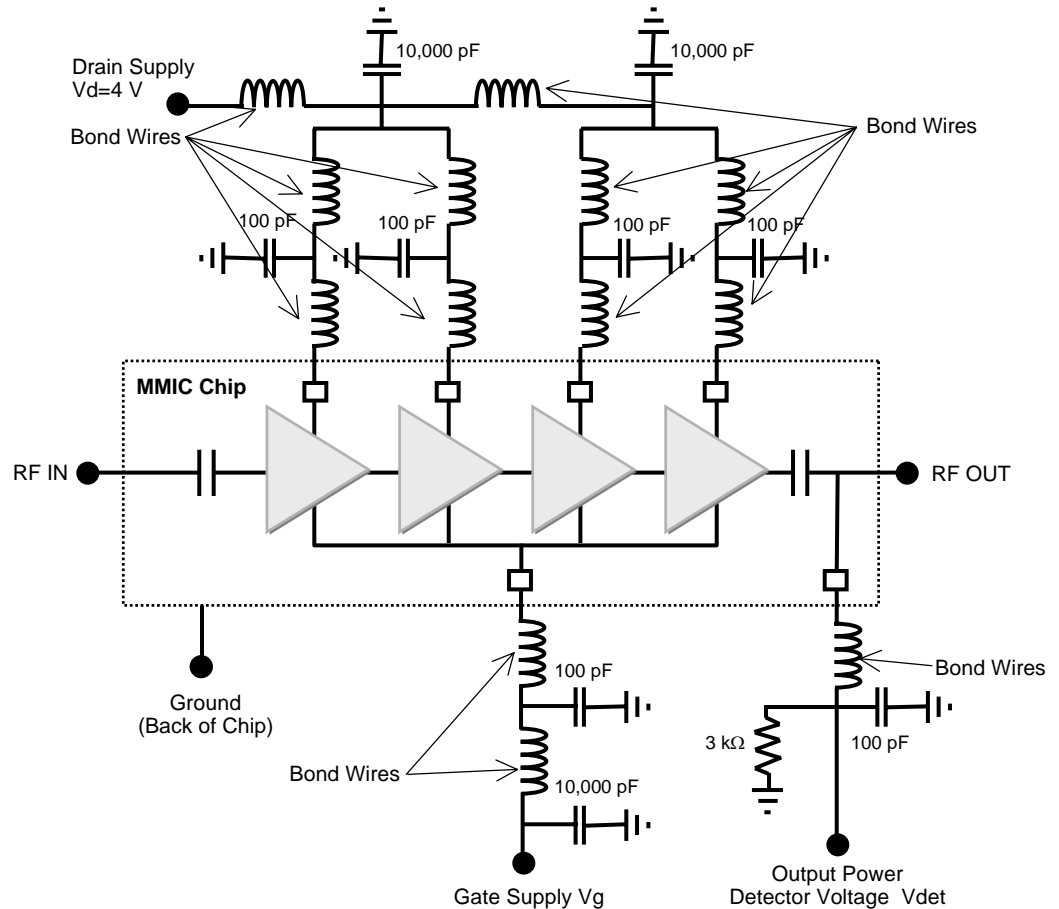 10,000 pF
10,000 pF
Drain Supply
Vd=4 V
Bond Wires
Bond Wires
100 pF
100 pF
100 pF
100 pF
MMIC Chip
RF IN
RF OUT
Ground
(Back of Chip)
100 pF
Bond Wires
Bond Wires
10,000 pF
3 kΩ
100 pF
Gate Supply Vg
Output Power
Detector Voltage Vdet